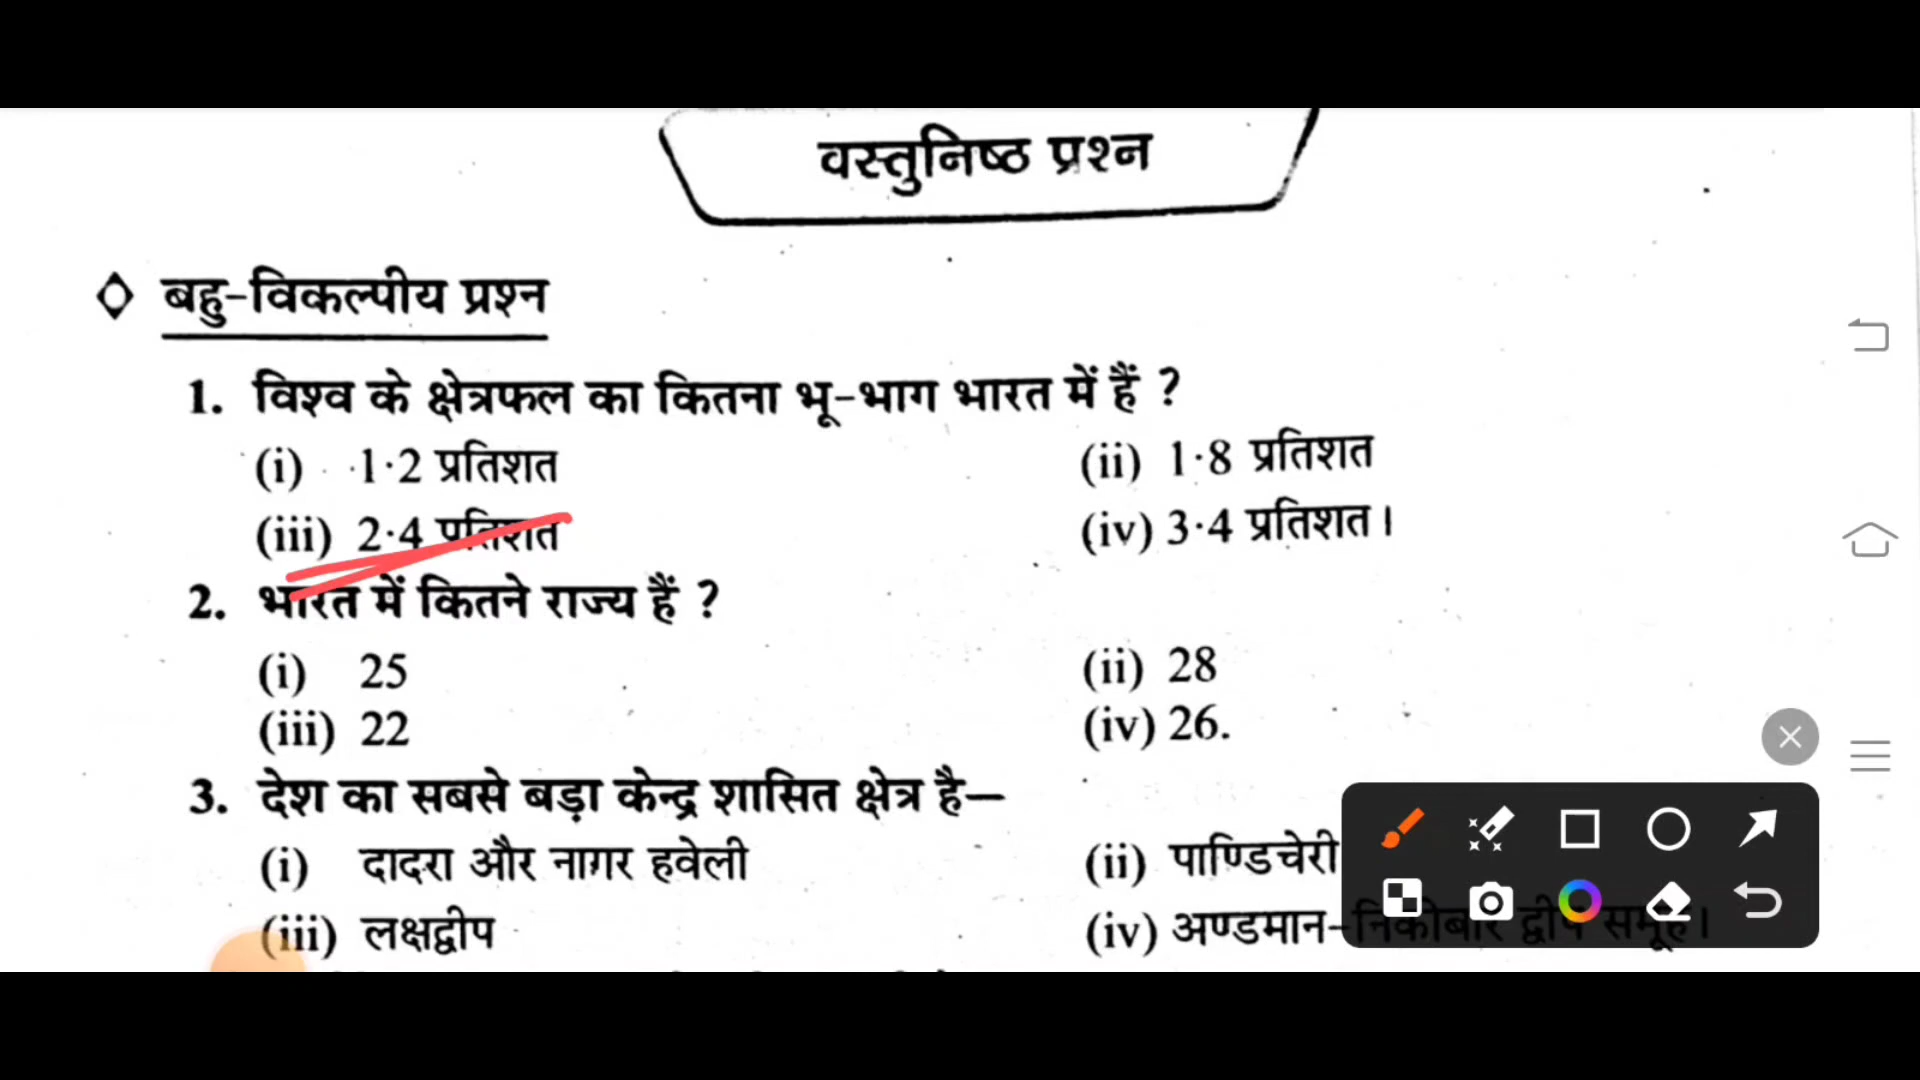 वस्तुनिष्ठ प्रश्न
◇ बहु-विकल्पीय प्रश्न
1. विश्व के क्षेत्रफल का कितना भू-भाग भारत में हैं ?
(i) 1·2 प्रतिशत (ii) 1·8 प्रतिशत
(iii) 2·4 प्रतिशत (iv) 3·4 प्रतिशत।
2. भारत में कितने राज्य हैं ?
(i) 25 (ii) 28
(iii) 22 (iv) 26.
3. देश का सबसे बड़ा केन्द्र शासित क्षेत्र है—
(i) दादरा और नागर हवेली (ii) पाण्डिचेरी
(iii) लक्षद्वीप (iv) अण्डमान-निकोबार द्वीप समूह।